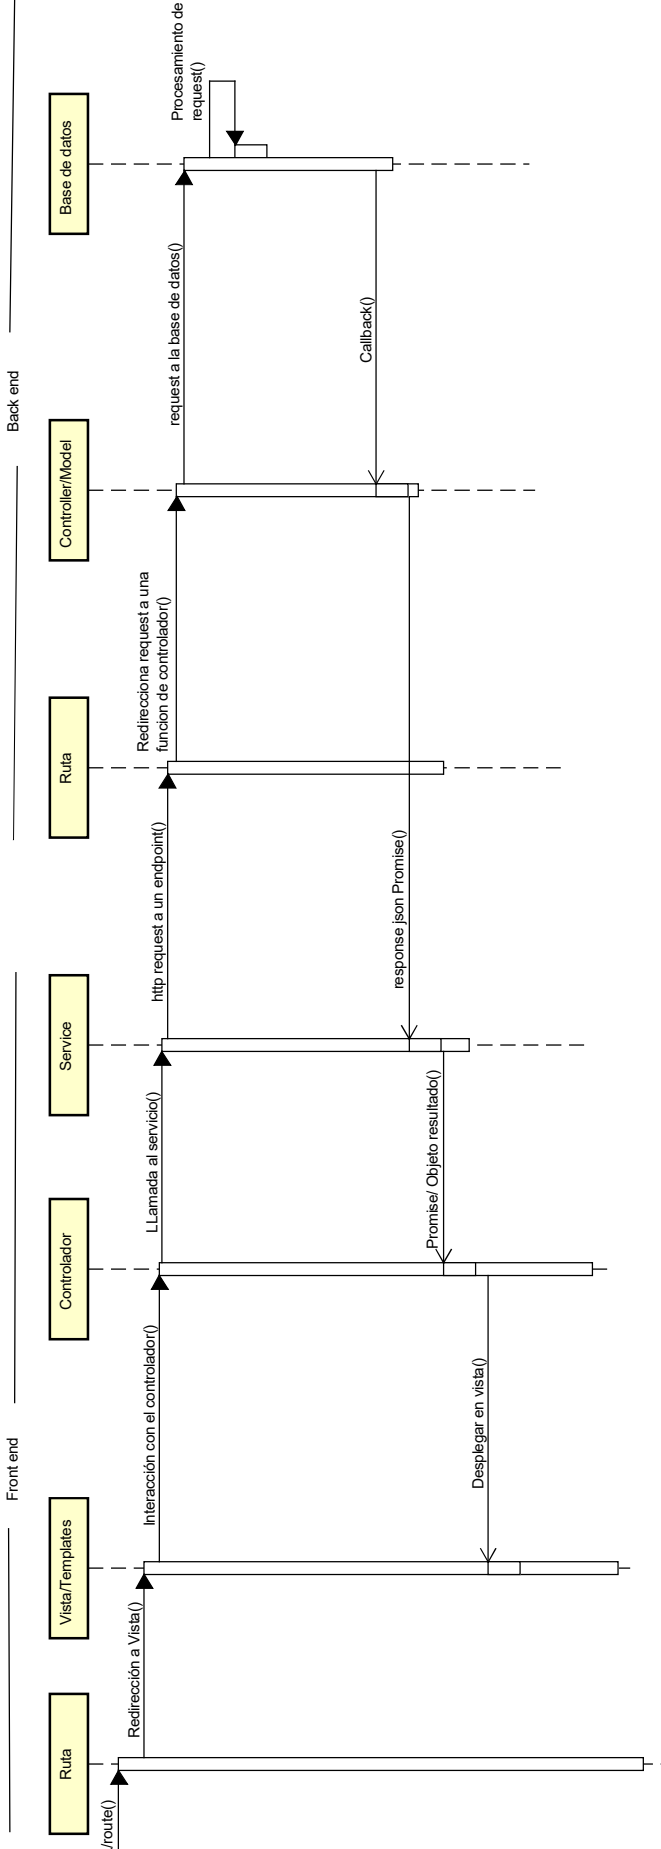 Front end
Back end
Ruta
Vista/Templates
Controlador
Service
Ruta
Controller/Model
Base de datos
/route()
Redirección a Vista()
Interacción con el controlador()
LLamada al servicio()
http request a un endpoint()
Redirecciona request a una
funcion de controlador()
request a la base de datos()
Procesamiento de
request()
Callback()
response json Promise()
Promise/ Objeto resultado()
Desplegar en vista()